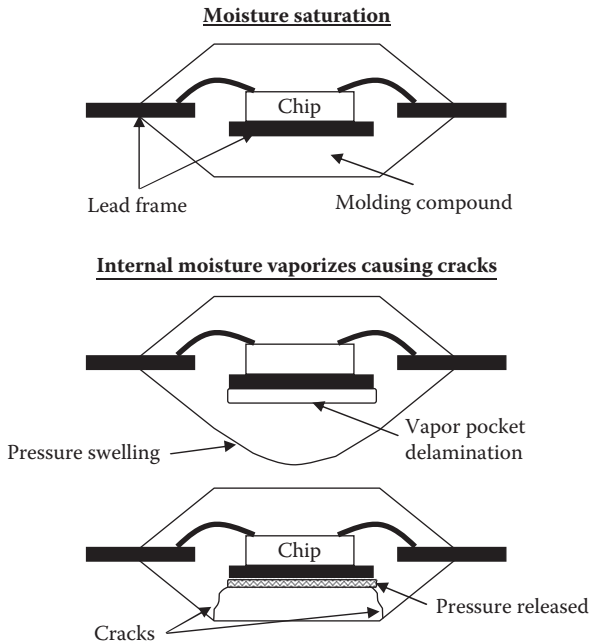 Moisture saturation
Chip
Lead frame
Molding compound
Internal moisture vaporizes causing cracks
Pressure swelling
Vapor pocket
delamination
Chip
Pressure released
Cracks